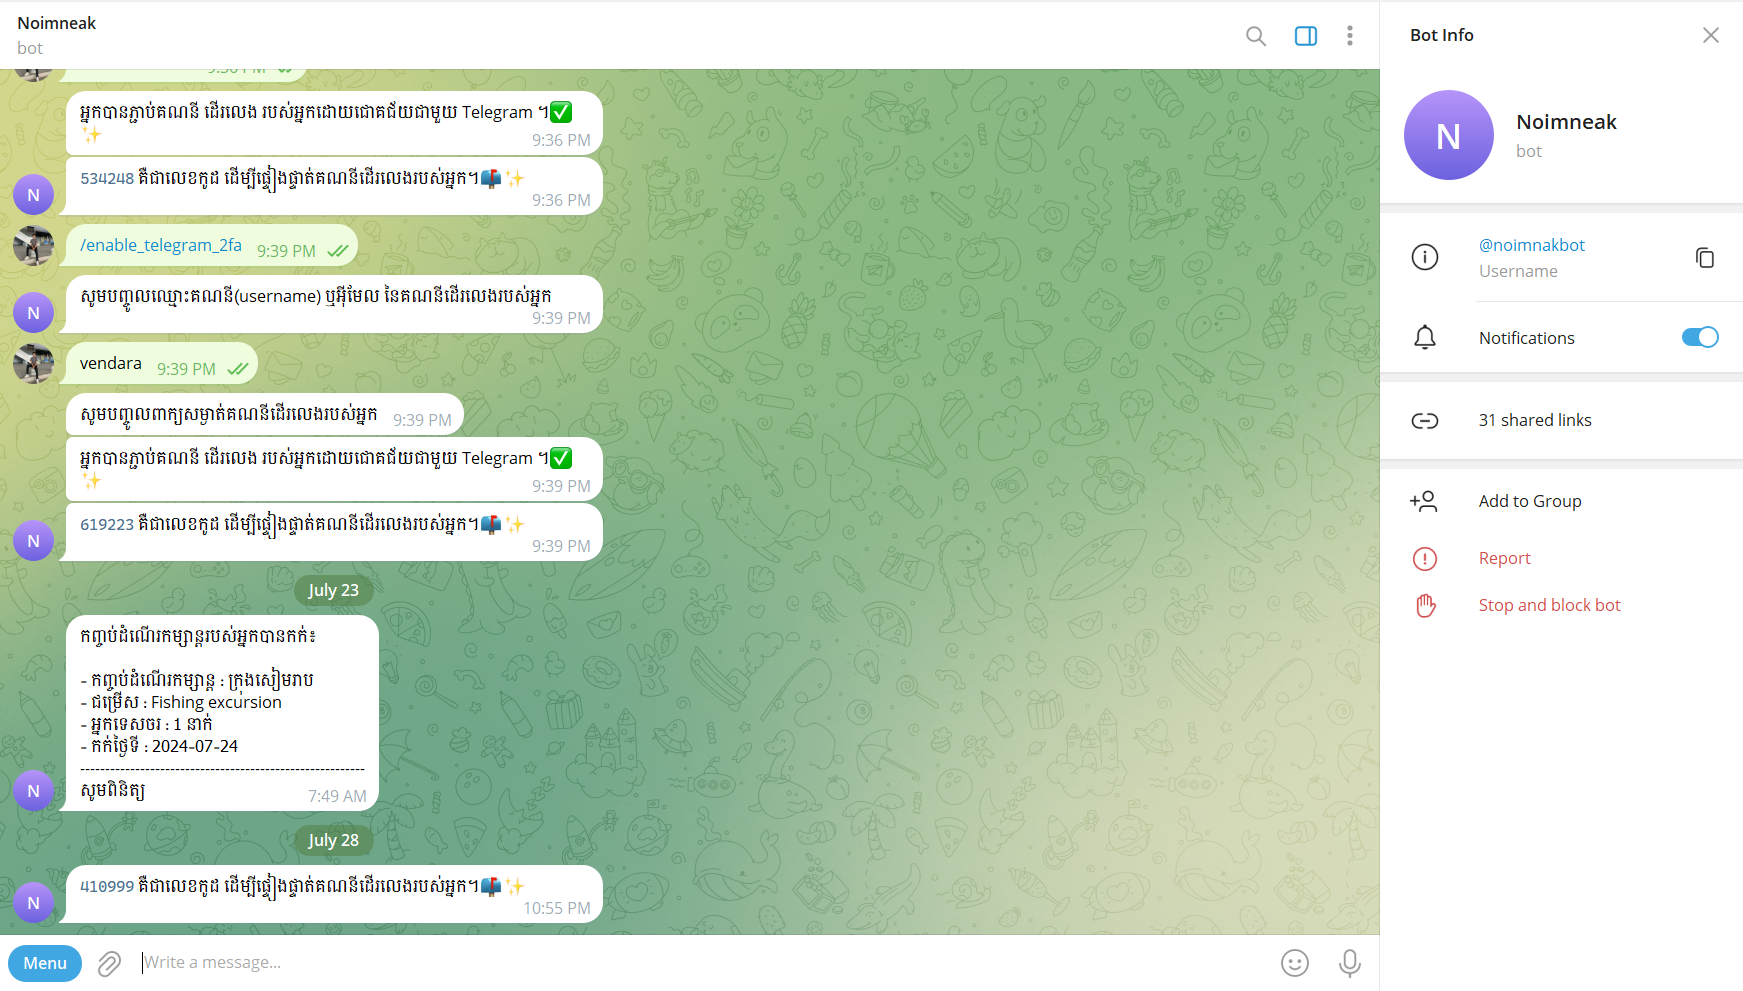 Noimneak
bot
9:36 PM
អ្នកបានភ្ជាប់គណនី ដើរលេង របស់អ្នកដោយជោគជ័យជាមួយ Telegram ។✅
✨
9:36 PM
534248 គឺជាលេខកូដ ដើម្បីផ្ទៀងផ្ទាត់គណនីដើរលេងរបស់អ្នក។📫✨
9:36 PM
N
/enable_telegram_2fa 9:39 PM
សូមបញ្ចូលឈ្មោះគណនី(username) ឬអ៊ីមែល នៃគណនីដើរលេងរបស់អ្នក
9:39 PM
N
vendara 9:39 PM
សូមបញ្ចូលពាក្យសម្ងាត់គណនីដើរលេងរបស់អ្នក 9:39 PM
អ្នកបានភ្ជាប់គណនី ដើរលេង របស់អ្នកដោយជោគជ័យជាមួយ Telegram ។✅
✨
9:39 PM
619223 គឺជាលេខកូដ ដើម្បីផ្ទៀងផ្ទាត់គណនីដើរលេងរបស់អ្នក។📫✨
9:39 PM
N
July 23
កញ្ចប់ដំណើរកម្សាន្តរបស់អ្នកបានកក់៖
- កញ្ចប់ដំណើរកម្សាន្ត : ក្រុងសៀមរាប
- ជម្រើស : Fishing excursion
- អ្នកទេសចរ : 1 នាក់
- កក់ថ្ងៃទី : 2024-07-24
---------------------------------------------------------
សូមពិនិត្យ
7:49 AM
N
July 28
410999 គឺជាលេខកូដ ដើម្បីផ្ទៀងផ្ទាត់គណនីដើរលេងរបស់អ្នក។📫✨
10:55 PM
N
Menu
Write a message...
Bot Info
N
Noimneak
bot
@noimnakbot
Username
Notifications
31 shared links
Add to Group
Report
Stop and block bot